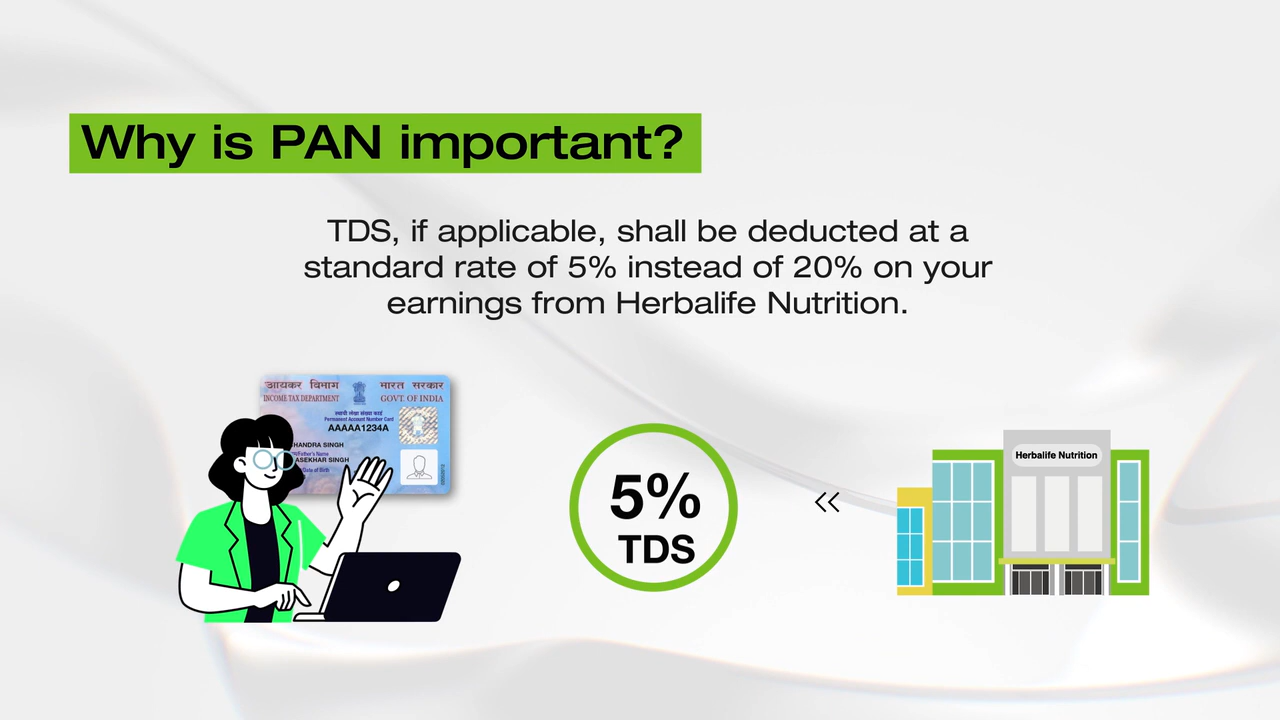 Why is PAN important?
TDS, if applicable, shall be deducted at a
standard rate of 5% instead of 20% on your
earnings from Herbalife Nutrition.
आयकर विभाग
भारत सरकार
INCOME TAX DEPARTMENT
GOVT. OF INDIA
स्थायी लेखा संख्या कार्ड
Permanent Account Number Card
AAAAA1234A
HANDRA SINGH
Father's Name
ASEKHAR SINGH
Date of Birth
5%
TDS
Herbalife Nutrition